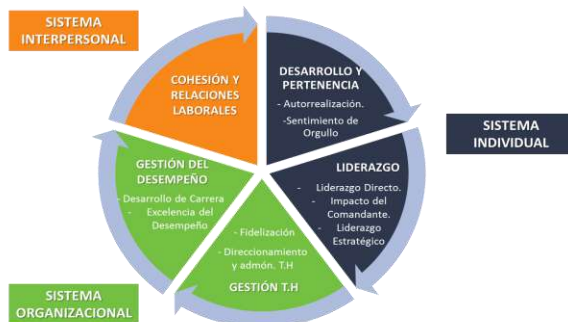 SISTEMA
INTERPERSONAL
COHESIÓN Y
RELACIONES
LABORALES
DESARROLLO Y
PERTENENCIA
- Autorrealización.
-Sentimiento de
Orgullo
SISTEMA
INDIVIDUAL
LIDERAZGO
- Liderazgo Directo.
- Impacto del
Comandante.
- Liderazgo
Estratégico
GESTIÓN DEL
DESEMPEÑO
- Desarrollo de Carrera
- Excelencia del
Desempeño
- Fidelización
- Direccionamiento
y admón. T.H
GESTIÓN T.H
SISTEMA
ORGANIZACIONAL